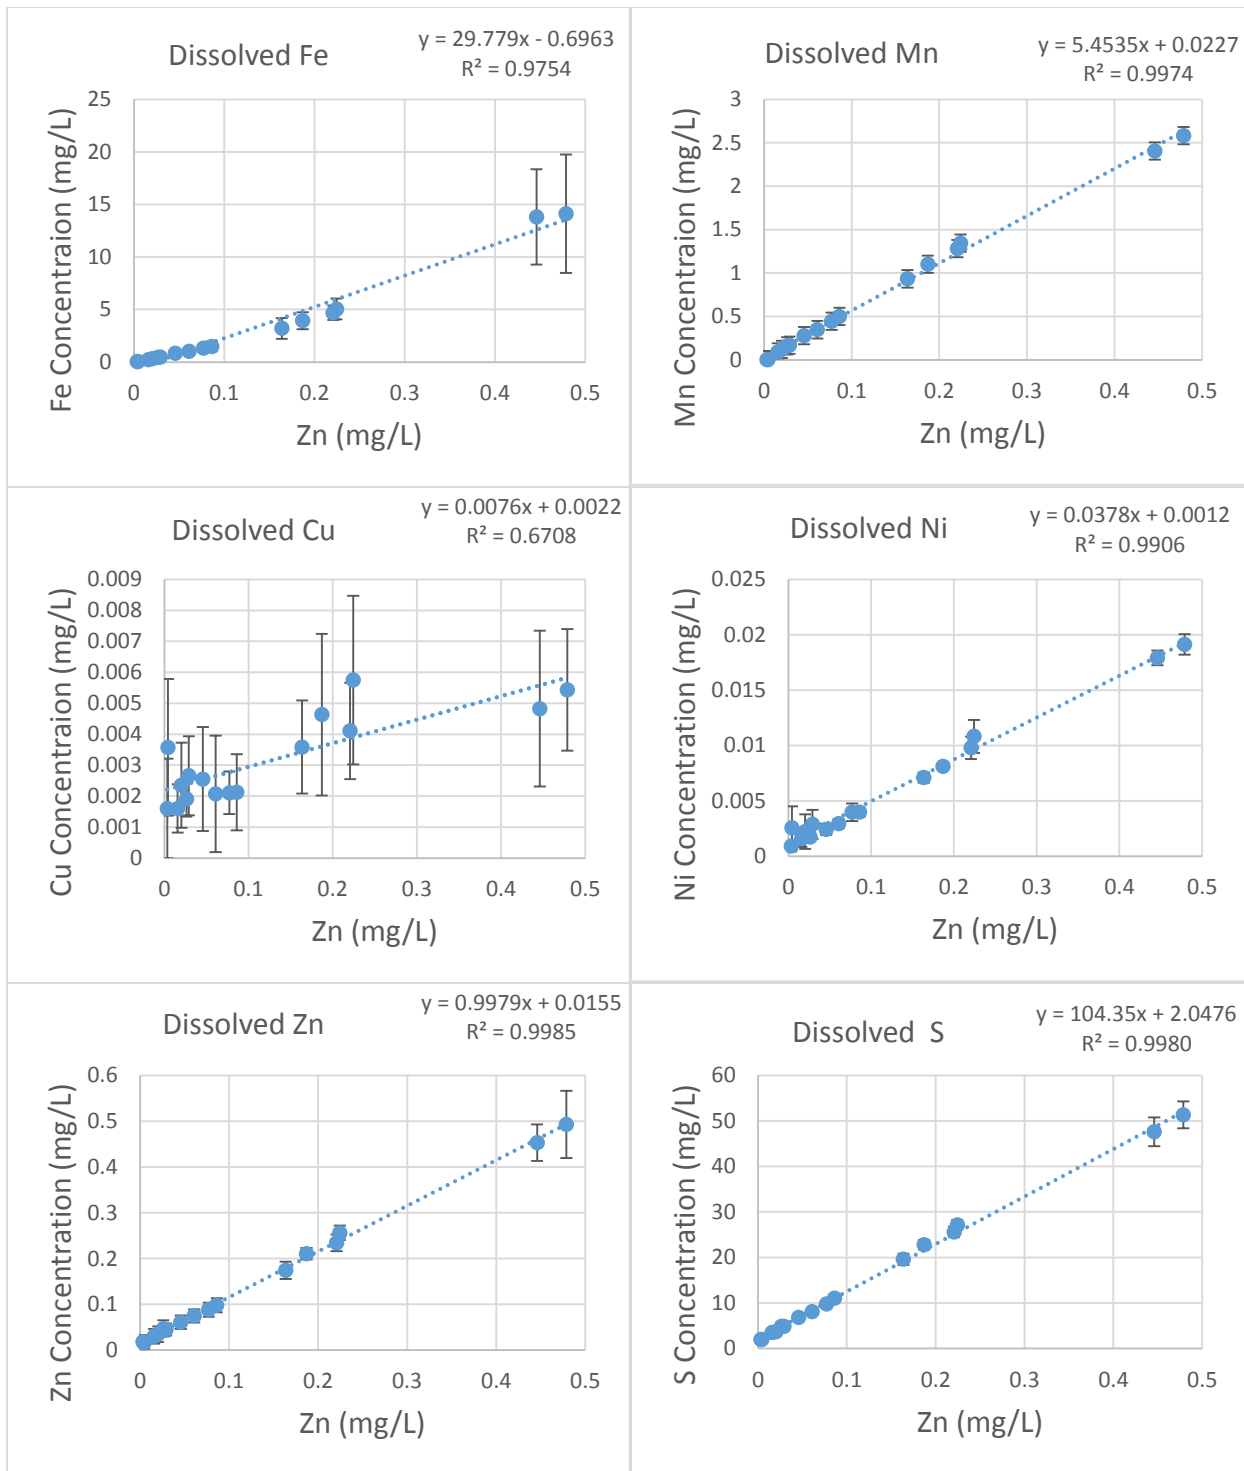 Dissolved Fe
y = 29.779x - 0.6963
R² = 0.9754
Fe Concentraion (mg/L)
25
20
15
10
5
0
0 0.1 0.2 0.3 0.4 0.5
Zn (mg/L)
Dissolved Mn
y = 5.4535x + 0.0227
R² = 0.9974
Mn Concentraion (mg/L)
3
2.5
2
1.5
1
0.5
0
0 0.1 0.2 0.3 0.4 0.5
Zn (mg/L)
Dissolved Cu
y = 0.0076x + 0.0022
R² = 0.6708
Cu Concentraion (mg/L)
0.009
0.008
0.007
0.006
0.005
0.004
0.003
0.002
0.001
0
0 0.1 0.2 0.3 0.4 0.5
Zn (mg/L)
Dissolved Ni
y = 0.0378x + 0.0012
R² = 0.9906
Ni Concentration (mg/L)
0.025
0.02
0.015
0.01
0.005
0
0 0.1 0.2 0.3 0.4 0.5
Zn (mg/L)
Dissolved Zn
y = 0.9979x + 0.0155
R² = 0.9985
Zn Concentration (mg/L)
0.6
0.5
0.4
0.3
0.2
0.1
0
0 0.1 0.2 0.3 0.4 0.5
Zn (mg/L)
Dissolved S
y = 104.35x + 2.0476
R² = 0.9980
S Concentration (mg/L)
60
50
40
30
20
10
0
0 0.1 0.2 0.3 0.4 0.5
Zn (mg/L)